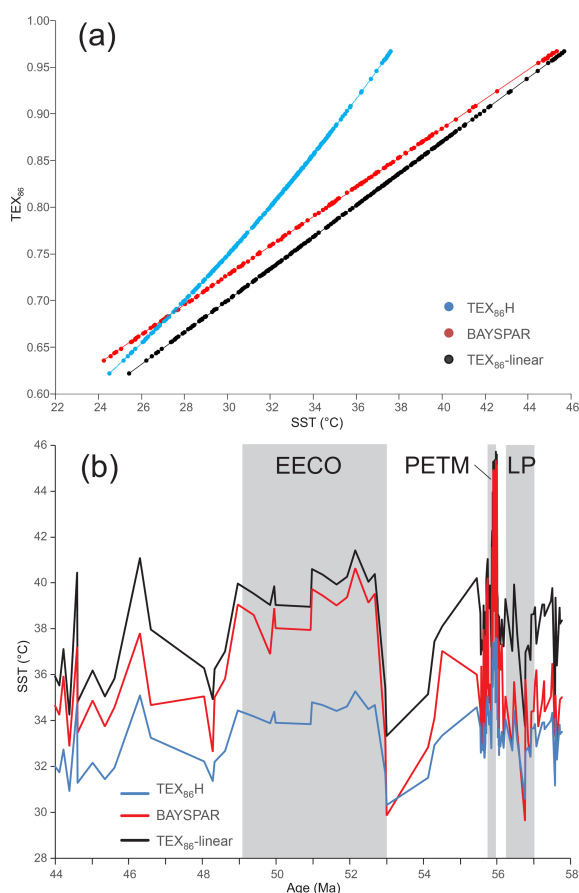 (a)
1.00
0.95
0.90
0.85
0.80
0.75
0.70
0.65
0.60
TEX86
TEX86H
BAYSPAR
TEX86-linear
22 24 26 28 30 32 34 36 38 40 42 44 46
SST (°C)
(b)
EECO
PETM
LP
46
44
42
40
38
36
34
32
30
28
SST (°C)
TEX86H
BAYSPAR
TEX86-linear
44 46 48 50 52 54 56 58
Age (Ma)